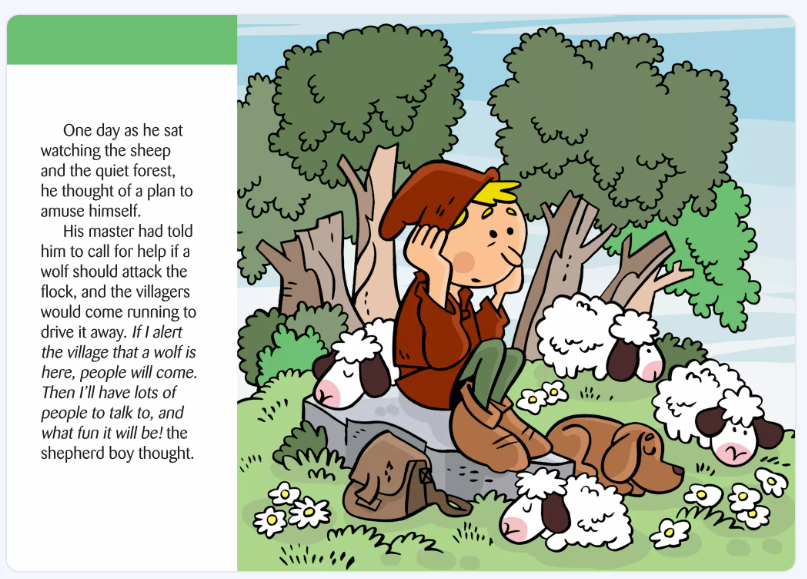 One day as he sat
watching the sheep
and the quiet forest,
he thought of a plan to
amuse himself.
His master had told
him to call for help if a
wolf should attack the
flock, and the villagers
would come running to
drive it away. If I alert
the village that a wolf is
here, people will come.
Then I’ll have lots of
people to talk to, and
what fun it will be! the
shepherd boy thought.